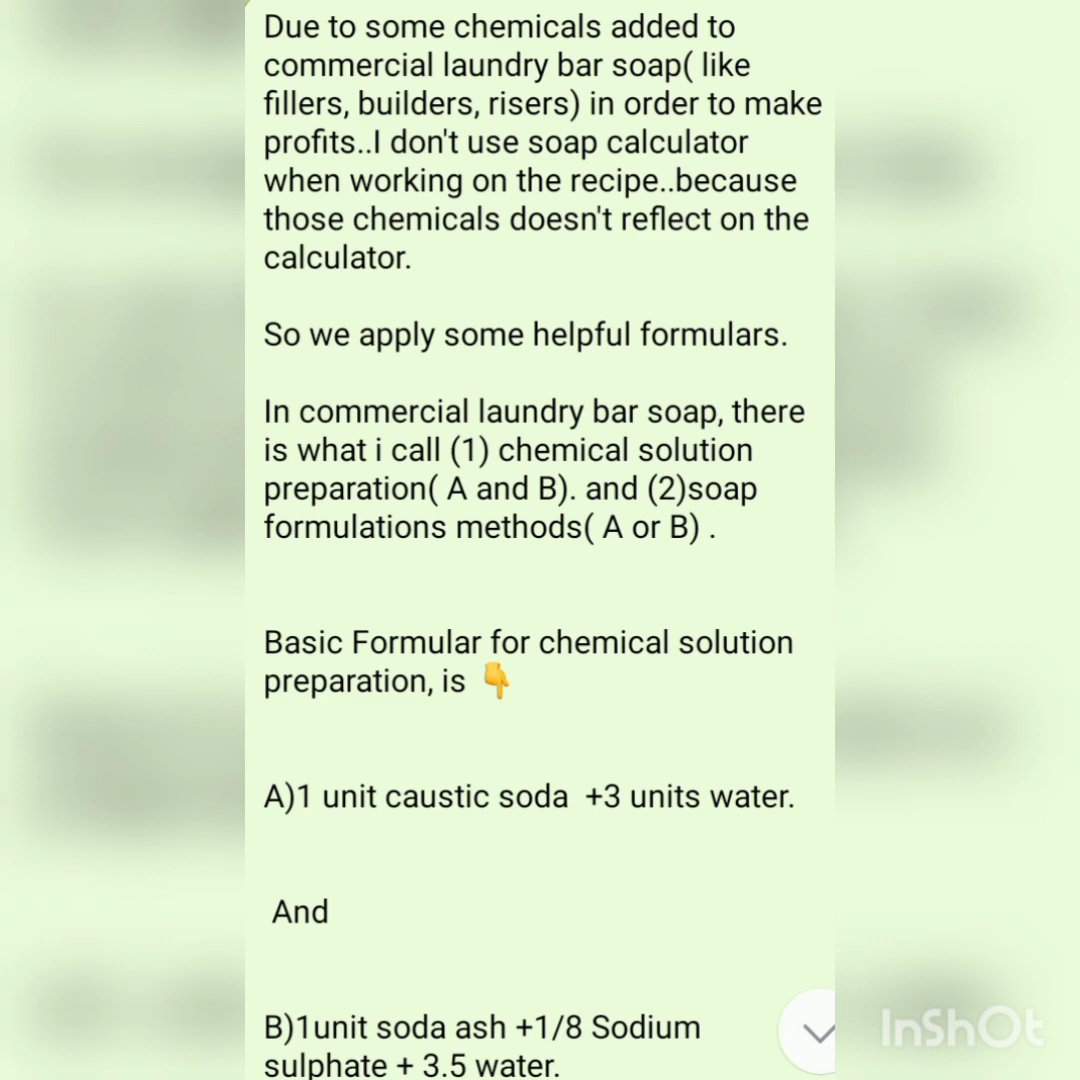 Due to some chemicals added to
commercial laundry bar soap( like
fillers, builders, risers) in order to make
profits..I don't use soap calculator
when working on the recipe..because
those chemicals doesn't reflect on the
calculator.
So we apply some helpful formulars.
In commercial laundry bar soap, there
is what i call (1) chemical solution
preparation( A and B). and (2)soap
formulations methods( A or B) .
Basic Formular for chemical solution
preparation, is 👇
A)1 unit caustic soda  +3 units water.
And
B)1unit soda ash +1/8 Sodium
sulphate + 3.5 water.
InShOt